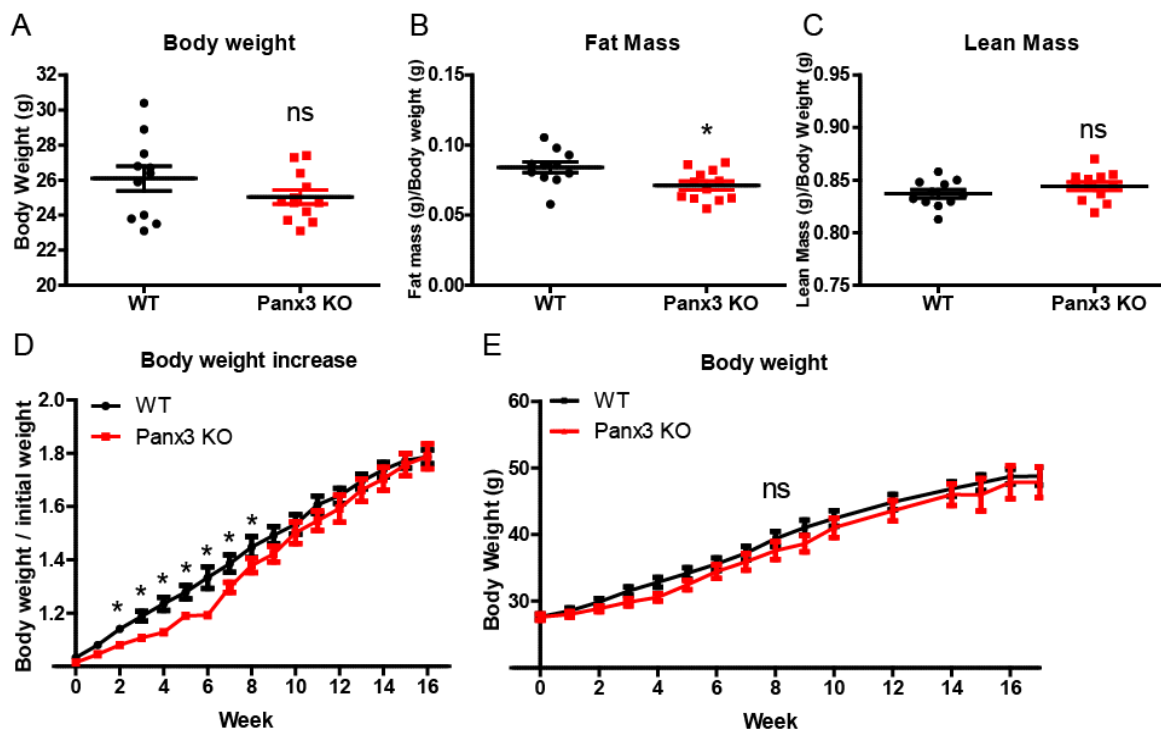 A
Body weight
Body Weight (g)
32
30
28
26
24
22
20
ns
WT
Panx3 KO
B
Fat Mass
Fat mass (g)/Body weight (g)
0.15
0.10
0.05
0.00
*
WT
Panx3 KO
C
Lean Mass
Lean Mass (g)/Body Weight (g)
0.95
0.90
0.85
0.80
0.75
ns
WT
Panx3 KO
D
Body weight increase
Body weight / initial weight
2.0
1.8
1.6
1.4
1.2
WT
Panx3 KO
* * * * * * *
0 2 4 6 8 10 12 14 16
Week
E
Body weight
Body Weight (g)
60
50
40
30
WT
Panx3 KO
ns
0 2 4 6 8 10 12 14 16
Week